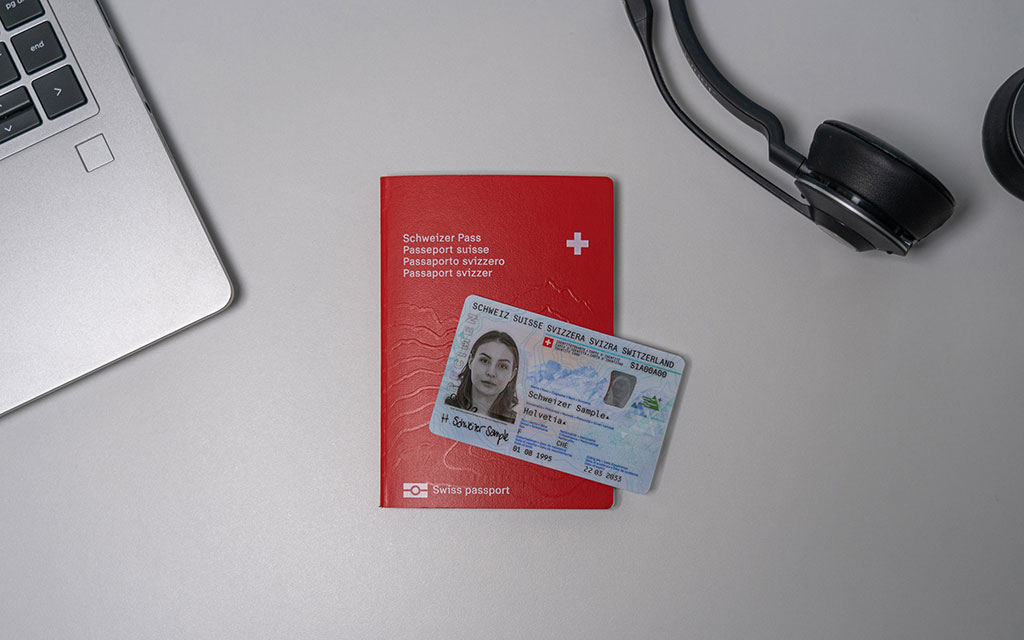 pg dn
end
Schweizer Pass
Passeport suisse
Passaporto svizzero
Passaport svizzer
SCHWEIZ SUISSE SVIZZERA SVIZRA SWITZERLAND
S1A00A00
Schweizer Sample
Helvetia
F
CHE
01 08 1995
22 03 2033
H. Schweizer Sample
Swiss passport